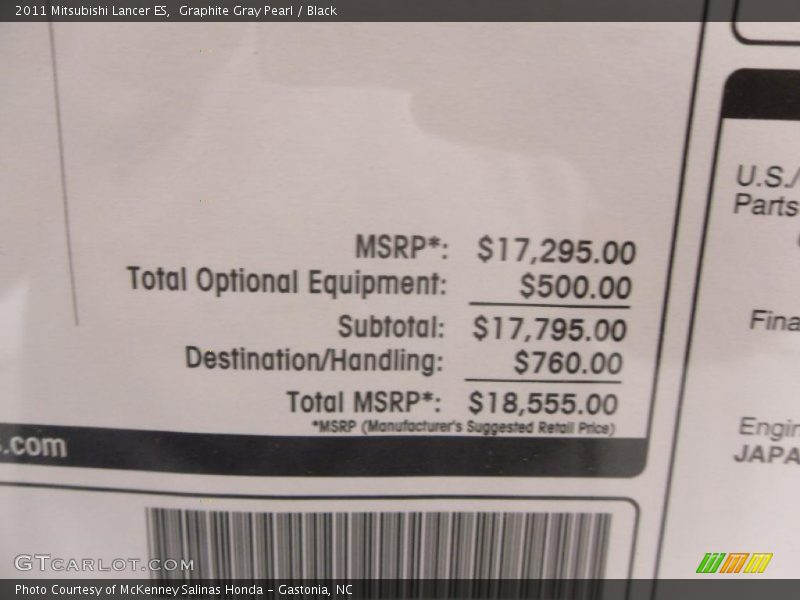 2011 Mitsubishi Lancer ES,  Graphite Gray Pearl / Black
MSRP*: $17,295.00
Total Optional Equipment: $500.00
Subtotal: $17,795.00
Destination/Handling: $760.00
Total MSRP*: $18,555.00
*MSRP (Manufacturer's Suggested Retail Price)
.com
U.S./
Parts
Fina
Engin
JAPA
GTcarlot.com
Photo Courtesy of McKenney Salinas Honda – Gastonia, NC